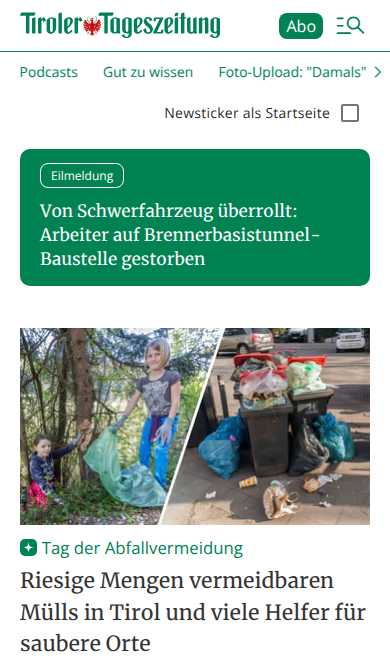 Tiroler Tageszeitung
Abo
Podcasts Gut zu wissen Foto-Upload: "Damals"
Newsticker als Startseite
Eilmeldung
Von Schwerfahrzeug überrollt:
Arbeiter auf Brennerbasistunnel-
Baustelle gestorben
Tag der Abfallvermeidung
Riesige Mengen vermeidbaren
Mülls in Tirol und viele Helfer für
saubere Orte